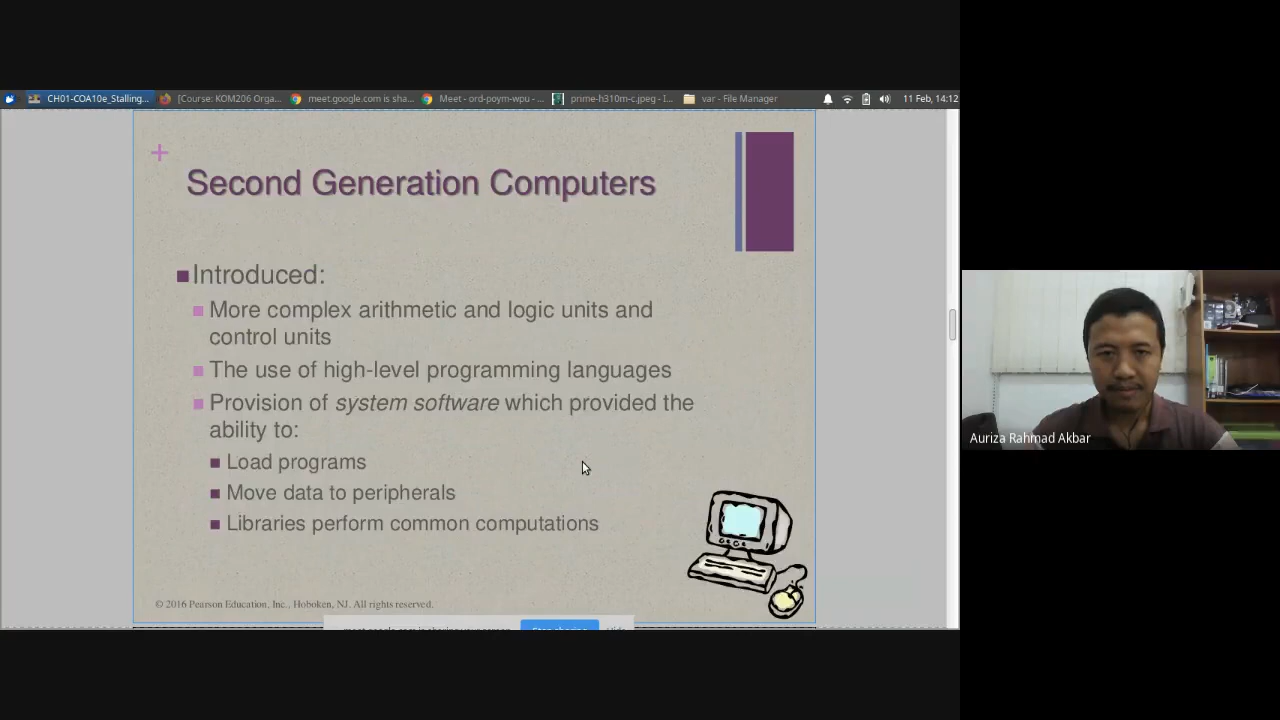 CH01-COA10e_Stalling...
[Course: KOM206 Orga...
meet.google.com is sha...
Meet - ord-poym-wpu - ...
prime-h310m-c.jpeg - I...
var - File Manager
11 Feb, 14:12
+
Second Generation Computers
Introduced:
More complex arithmetic and logic units and
control units
The use of high-level programming languages
Provision of system software which provided the
ability to:
Load programs
Move data to peripherals
Libraries perform common computations
© 2016 Pearson Education, Inc., Hoboken, NJ. All rights reserved.
Stop sharing
Hide
Auriza Rahmad Akbar